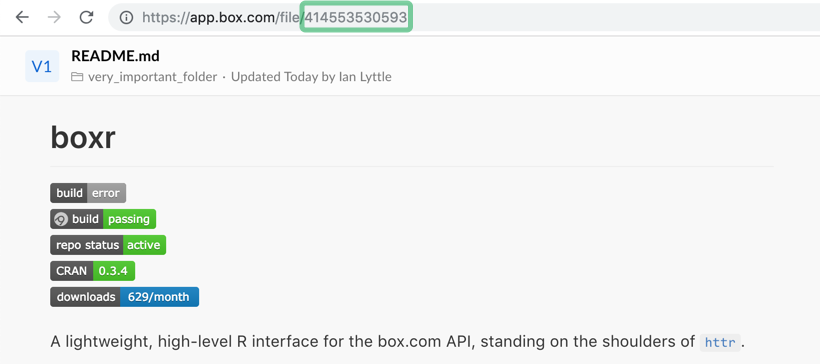 https://app.box.com/file/414553530593
V1
README.md
very_important_folder · Updated Today by Ian Lyttle
boxr
build error
build passing
repo status active
CRAN 0.3.4
downloads 629/month
A lightweight, high-level R interface for the box.com API, standing on the shoulders of httr.